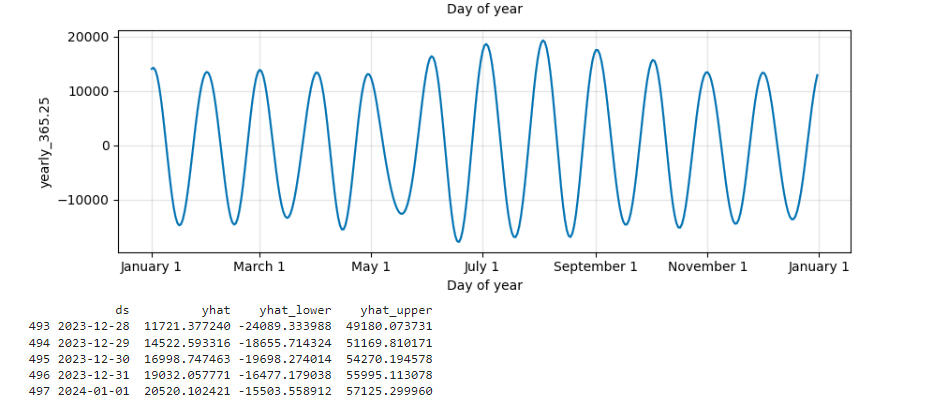 Day of year
20000
10000
0
−10000
yearly_365.25
January 1 March 1 May 1 July 1 September 1 November 1 January 1
Day of year
ds yhat yhat_lower yhat_upper
493 2023-12-28 11721.377240 -24089.333988 49180.073731
494 2023-12-29 14522.593316 -18655.714324 51169.810171
495 2023-12-30 16998.747463 -19698.274014 54270.194578
496 2023-12-31 19032.057771 -16477.179038 55995.113078
497 2024-01-01 20520.102421 -15503.558912 57125.299960